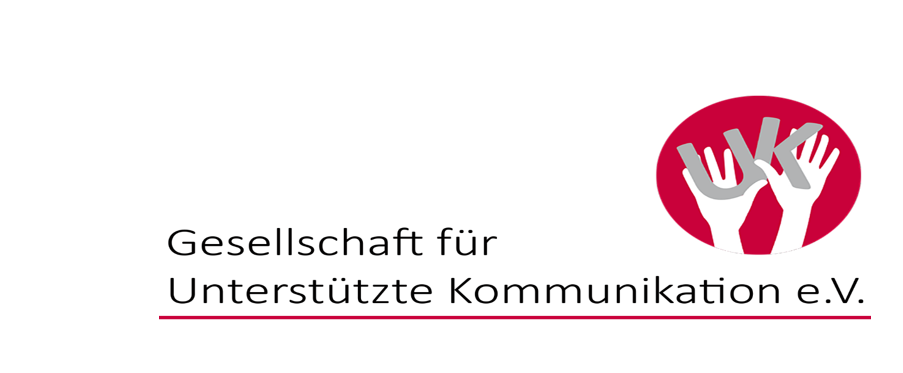 UK
Gesellschaft für
Unterstützte Kommunikation e.V.